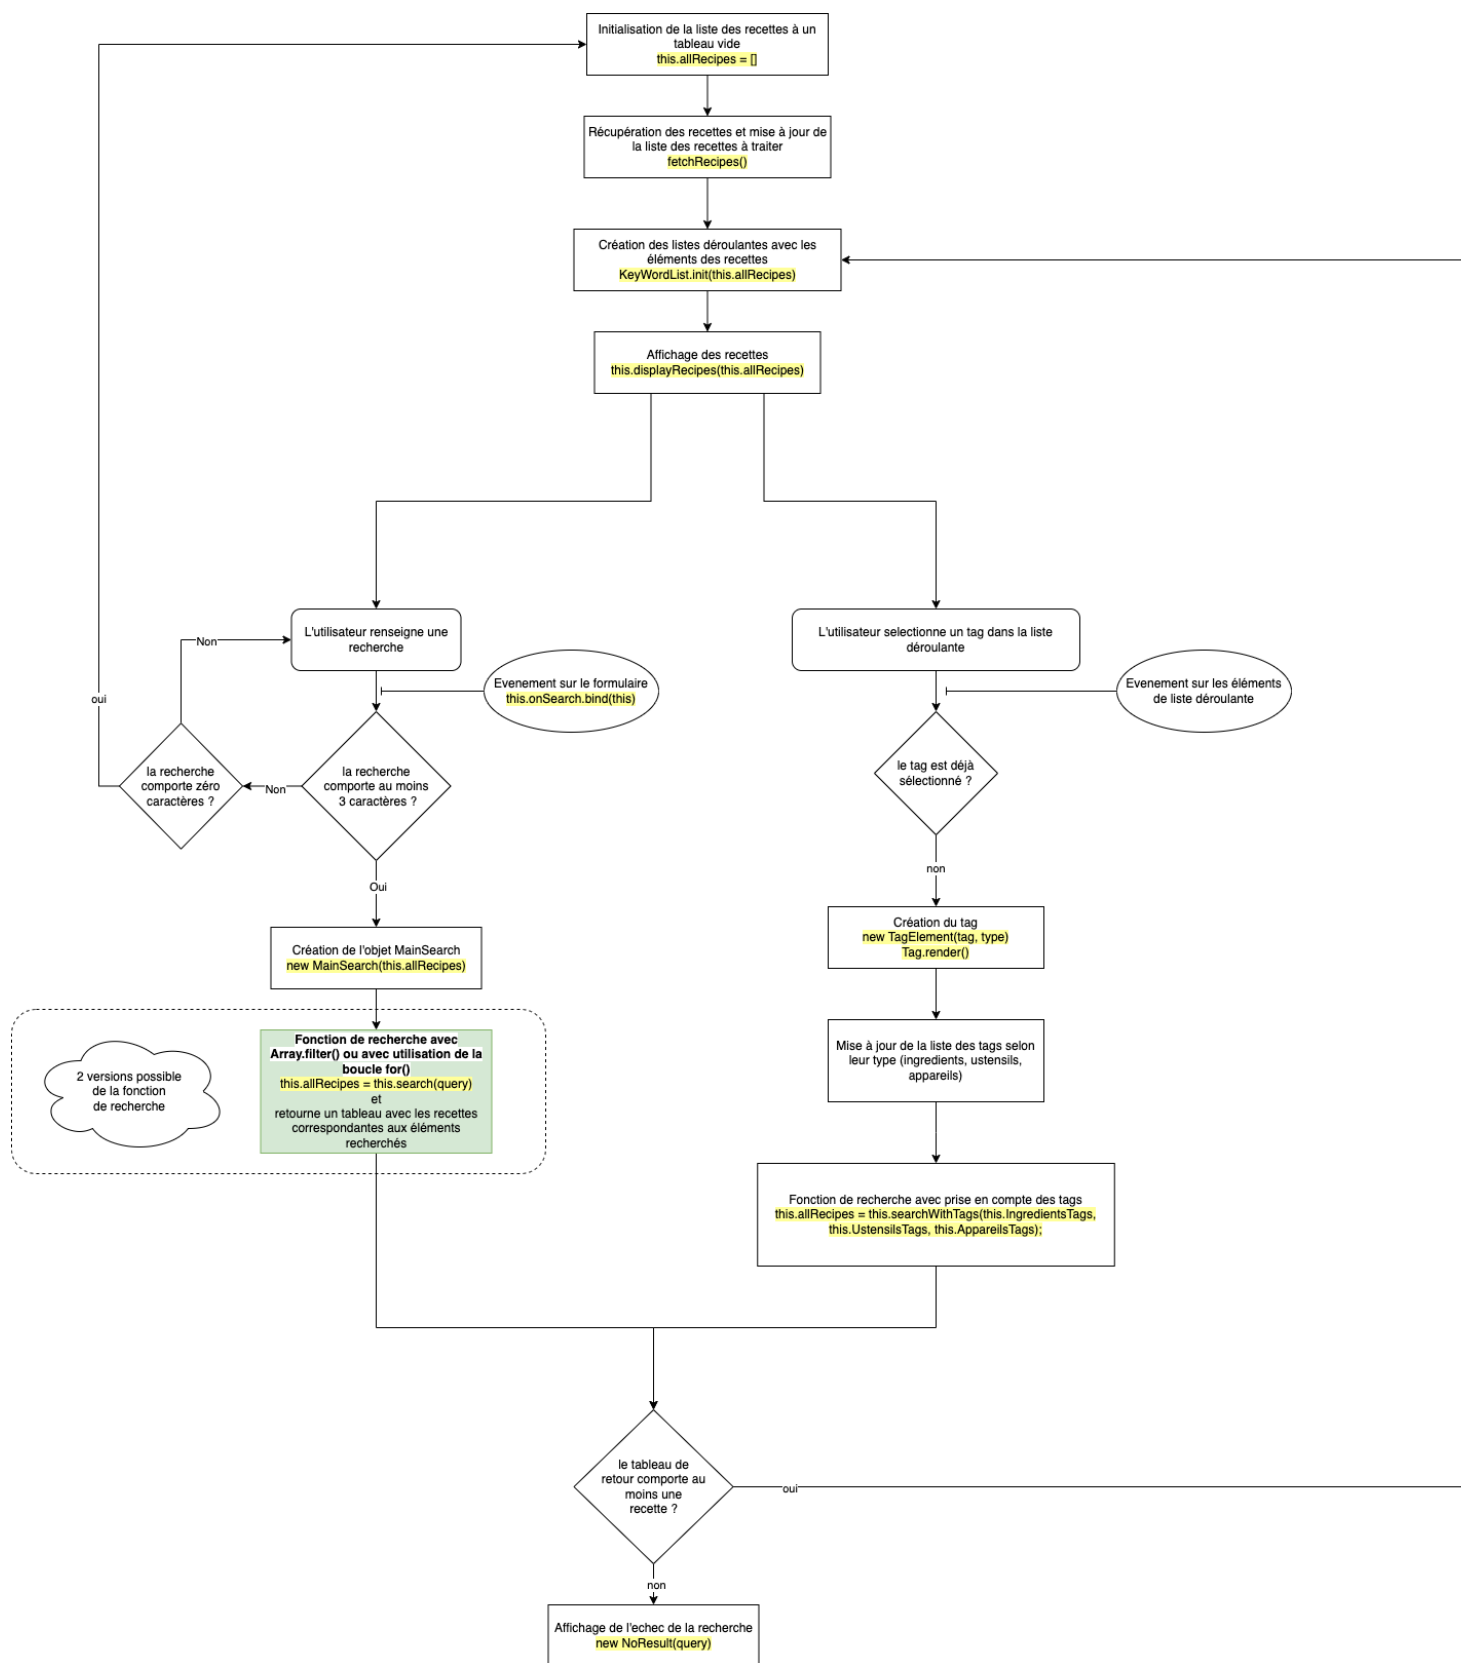 Initialisation de la liste des recettes à un
tableau vide
this.allRecipes = []
Récupération des recettes et mise à jour de
la liste des recettes à traiter
fetchRecipes()
Création des listes déroulantes avec les
éléments des recettes
KeyWordList.init(this.allRecipes)
Affichage des recettes
this.displayRecipes(this.allRecipes)
L'utilisateur renseigne une
recherche
Non
Evenement sur le formulaire
this.onSearch.bind(this)
oui
la recherche
comporte zéro
caractères ?
Non
la recherche
comporte au moins
3 caractères ?
Oui
Création de l'objet MainSearch
new MainSearch(this.allRecipes)
2 versions possible
de la fonction
de recherche
Fonction de recherche avec
Array.filter() ou avec utilisation de la
boucle for()
this.allRecipes = this.search(query)
et
retourne un tableau avec les recettes
correspondantes aux éléments
recherchés
L'utilisateur selectionne un tag dans la liste
déroulante
Evenement sur les éléments
de liste déroulante
le tag est déjà
sélectionné ?
non
Création du tag
new TagElement(tag, type)
Tag.render()
Mise à jour de la liste des tags selon
leur type (ingredients, ustensils,
appareils)
Fonction de recherche avec prise en compte des tags
this.allRecipes = this.searchWithTags(this.IngredientsTags,
this.UstensilsTags, this.AppareilsTags);
le tableau de
retour comporte au
moins une
recette ?
oui
non
Affichage de l'echec de la recherche
new NoResult(query)